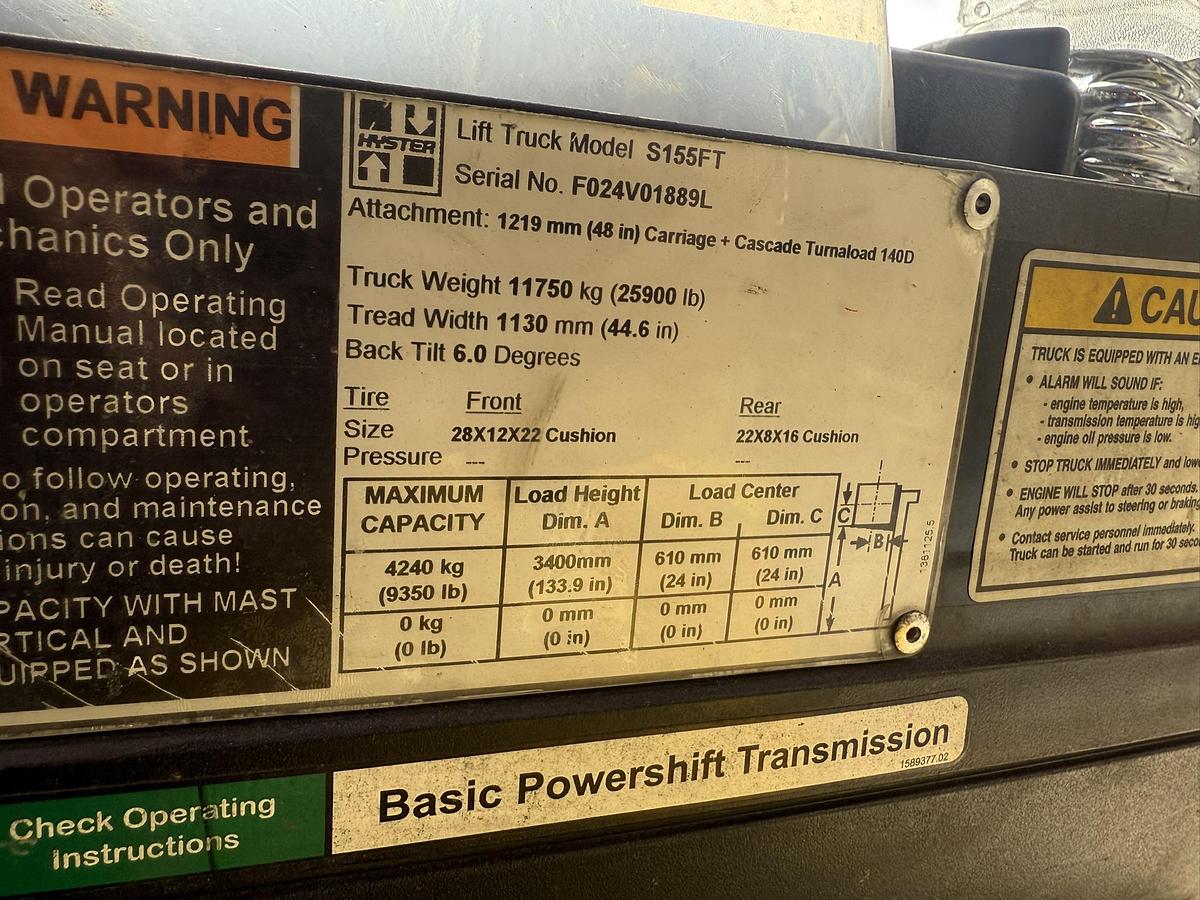 WARNING
Operators and
chanics Only
Read Operating
Manual located
on seat or in
operators
compartment
o follow operating,
on, and maintenance
ions can cause
injury or death!
PACITY WITH MAST
RTICAL AND
UIPPED AS SHOWN
HYSTER
Lift Truck Model S155FT
Serial No. F024V01889L
Attachment: 1219 mm (48 in) Carriage + Cascade Turnaload 140D
Truck Weight 11750 kg (25900 lb)
Tread Width 1130 mm (44.6 in)
Back Tilt 6.0 Degrees
Tire Front Rear
Size 28X12X22 Cushion 22X8X16 Cushion
Pressure --- ---
MAXIMUM Load Height Load Center
CAPACITY Dim. A Dim. B Dim. C
4240 kg 3400mm 610 mm 610 mm
(9350 lb) (133.9 in) (24 in) (24 in)
0 kg 0 mm 0 mm 0 mm
(0 lb) (0 in) (0 in) (0 in)
C
B
A
1381125.5
CAU
TRUCK IS EQUIPPED WITH AN E
• ALARM WILL SOUND IF:
- engine temperature is high,
- transmission temperature is hig
- engine oil pressure is low.
• STOP TRUCK IMMEDIATELY and lowe
• ENGINE WILL STOP after 30 seconds.
Any power assist to steering or braking
• Contact service personnel immediately.
Truck can be started and run for 30 seco
Check Operating
Instructions
Basic Powershift Transmission
1589377.02